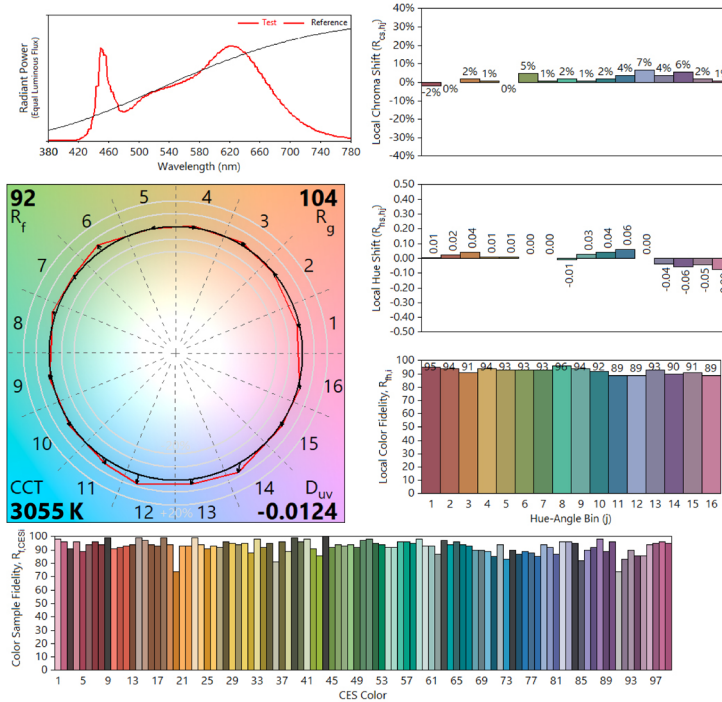 Radiant Power
(Equal Luminous Flux)
Test
Reference
380 420 460 500 540 580 620 660 700 740 780
Wavelength (nm)
Local Chroma Shift (Rcs,hj)
40%
30%
20%
10%
0%
-10%
-20%
-30%
-40%
-2% 0% 2% 1% 0% 5% 1% 2% 1% 2% 4% 7% 4% 6% 2% 1%
92
Rf
104
Rg
5 4
6 3
7 2
8 1
9 16
10 15
11 14
12 13
+20%
CCT
3055 K
Duv
-0.0124
Local Hue Shift (Rhs,hj)
0.50
0.40
0.30
0.20
0.10
0.00
-0.10
-0.20
-0.30
-0.40
-0.50
0.01 0.02 0.04 0.01 0.01 0.00 0.00 -0.01 0.03 0.04 0.06 0.00 -0.04 -0.06 -0.05
Local Color Fidelity, Rfh,i
100
90
80
70
60
50
40
30
20
10
0
95 94 91 94 93 93 93 96 94 92 89 89 93 90 91 89
1 2 3 4 5 6 7 8 9 10 11 12 13 14 15 16
Hue-Angle Bin (j)
Color Sample Fidelity, Rf,CESi
100
90
80
70
60
50
40
30
20
10
0
1 5 9 13 17 21 25 29 33 37 41 45 49 53 57 61 65 69 73 77 81 85 89 93 97
CES Color